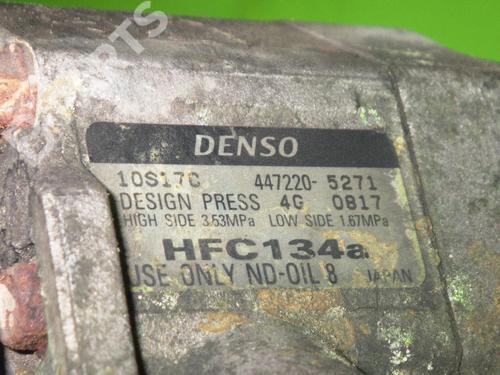 PARTS
DENSO
10S17C 447220-5271
DESIGN PRESS 4G 0817
HIGH SIDE 3.53MPa LOW SIDE 1.67MPa
HFC134a
USE ONLY ND-OIL 8 JAPAN